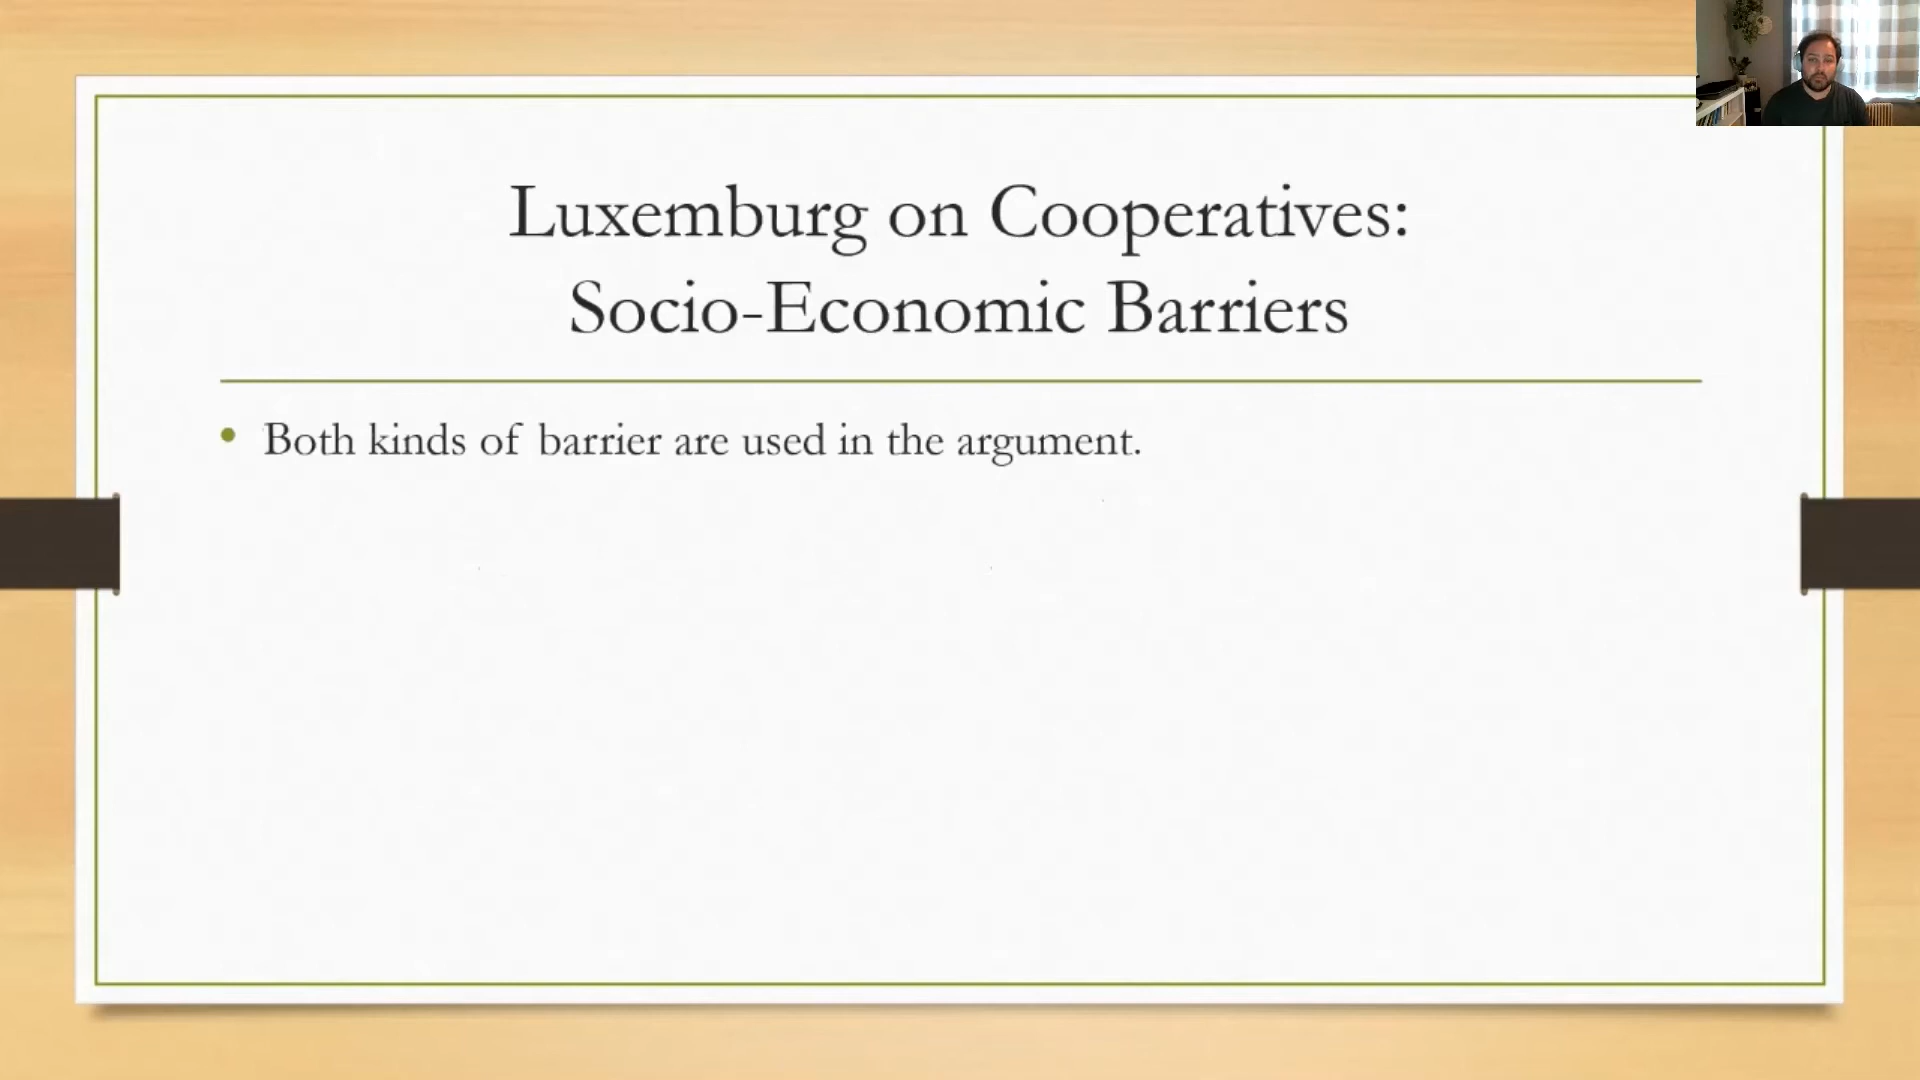 Luxemburg on Cooperatives:
Socio-Economic Barriers
• Both kinds of barrier are used in the argument.